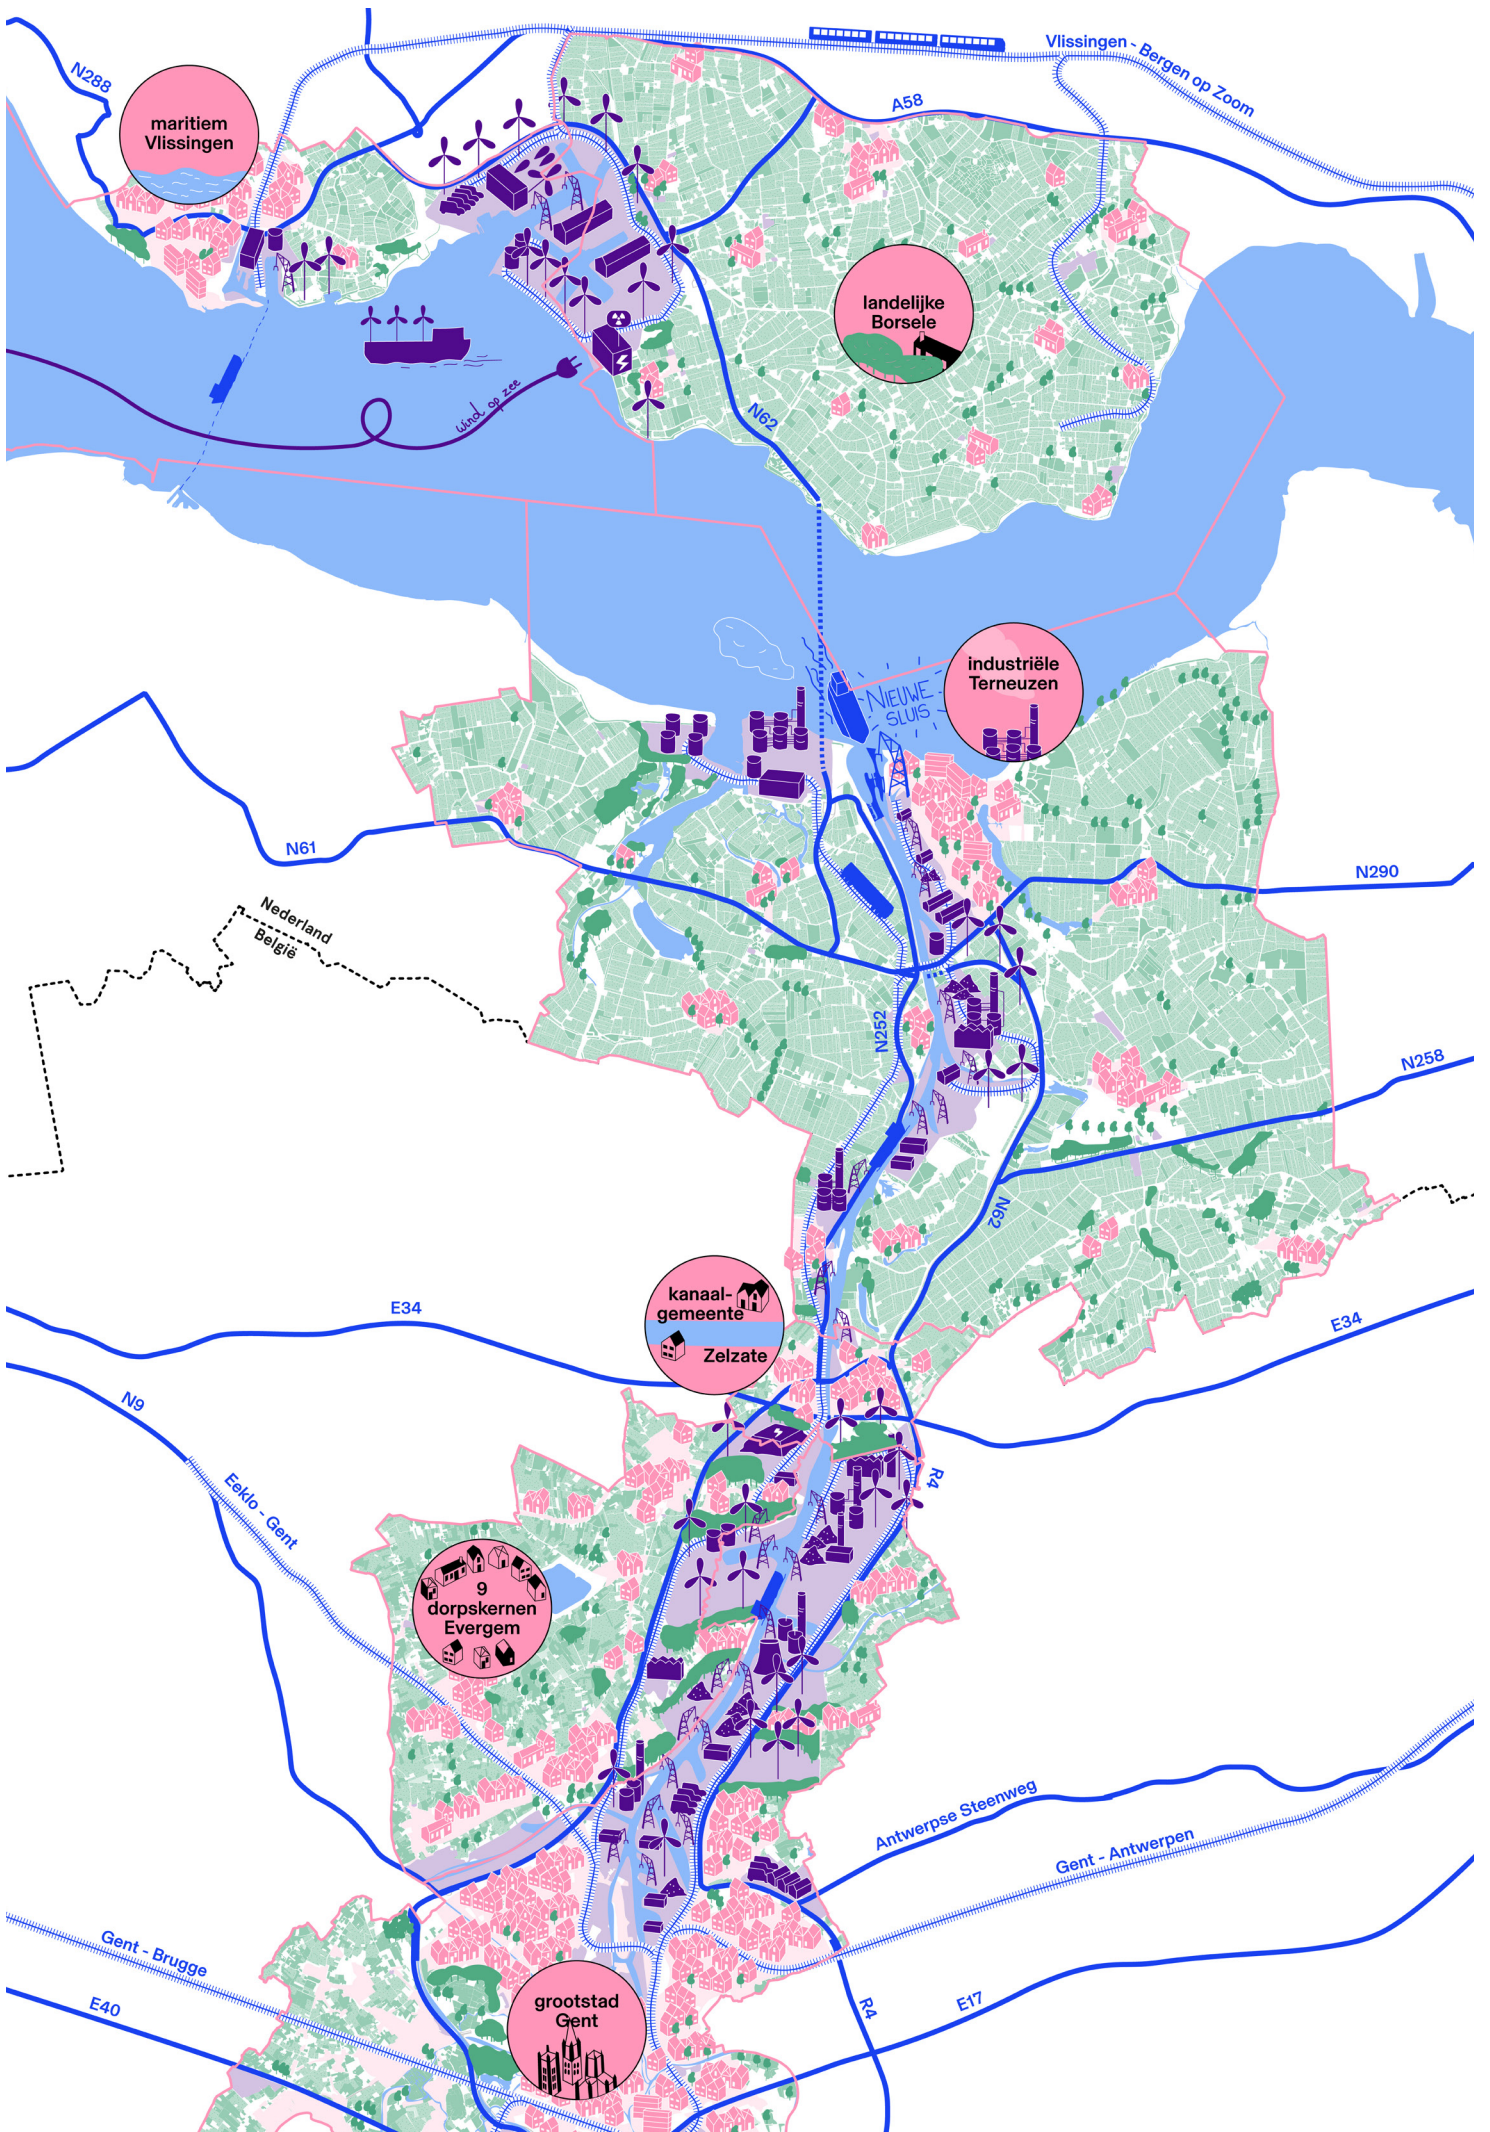 Vlissingen - Bergen op Zoom
N288
A58
maritiem
Vlissingen
landelijke
Borsele
wind op zee
N62
industriële
Terneuzen
NIEUWE
SLUIS
N61
N290
Nederland
België
N252
N258
N62
kanaal-
gemeente
Zelzate
E34
E34
N9
R4
Eeklo - Gent
9
dorpskernen
Evergem
Antwerpse Steenweg
Gent - Antwerpen
Gent - Brugge
E40
grootstad
Gent
R4
E17